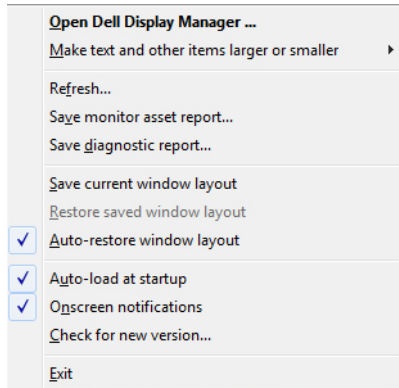 Open Dell Display Manager ...
Make text and other items larger or smaller
Refresh...
Save monitor asset report...
Save diagnostic report...
Save current window layout
Restore saved window layout
Auto-restore window layout
Auto-load at startup
Onscreen notifications
Check for new version...
Exit